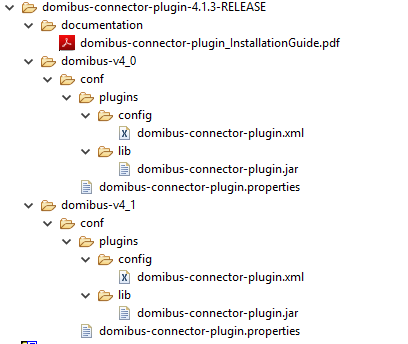 domibus-connector-plugin-4.1.3-RELEASE
documentation
domibus-connector-plugin_InstallationGuide.pdf
domibus-v4_0
conf
plugins
config
domibus-connector-plugin.xml
lib
domibus-connector-plugin.jar
domibus-connector-plugin.properties
domibus-v4_1
conf
plugins
config
domibus-connector-plugin.xml
lib
domibus-connector-plugin.jar
domibus-connector-plugin.properties